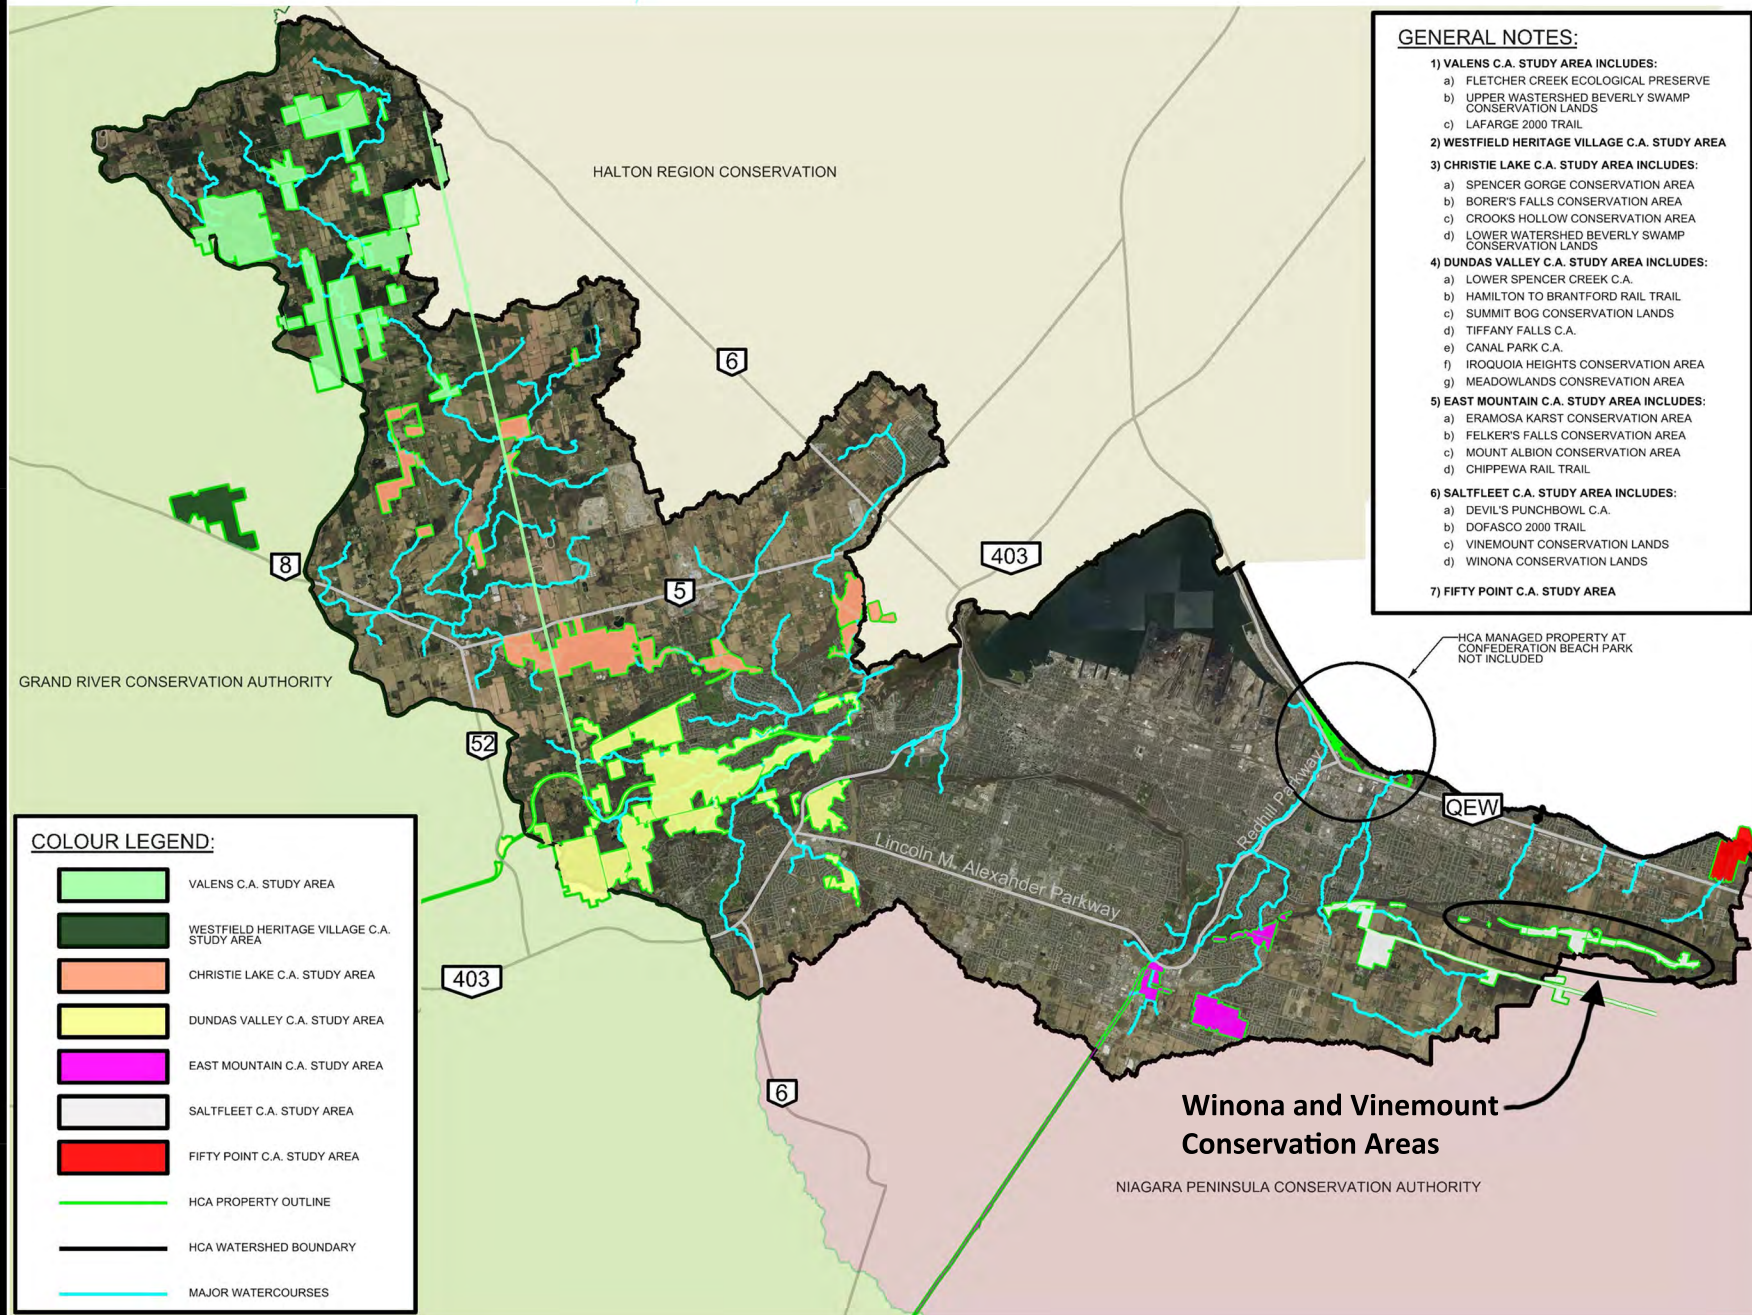 GENERAL NOTES:
1) VALENS C.A. STUDY AREA INCLUDES:
a) FLETCHER CREEK ECOLOGICAL PRESERVE
b) UPPER WASTERSHED BEVERLY SWAMP
CONSERVATION LANDS
c) LAFARGE 2000 TRAIL
2) WESTFIELD HERITAGE VILLAGE C.A. STUDY AREA
3) CHRISTIE LAKE C.A. STUDY AREA INCLUDES:
a) SPENCER GORGE CONSERVATION AREA
b) BORER'S FALLS CONSERVATION AREA
c) CROOKS HOLLOW CONSERVATION AREA
d) LOWER WATERSHED BEVERLY SWAMP
CONSERVATION LANDS
4) DUNDAS VALLEY C.A. STUDY AREA INCLUDES:
a) LOWER SPENCER CREEK C.A.
b) HAMILTON TO BRANTFORD RAIL TRAIL
c) SUMMIT BOG CONSERVATION LANDS
d) TIFFANY FALLS C.A.
e) CANAL PARK C.A.
f) IROQUOIA HEIGHTS CONSERVATION AREA
g) MEADOWLANDS CONSREVATION AREA
5) EAST MOUNTAIN C.A. STUDY AREA INCLUDES:
a) ERAMOSA KARST CONSERVATION AREA
b) FELKER'S FALLS CONSERVATION AREA
c) MOUNT ALBION CONSERVATION AREA
d) CHIPPEWA RAIL TRAIL
6) SALTFLEET C.A. STUDY AREA INCLUDES:
a) DEVIL'S PUNCHBOWL C.A.
b) DOFASCO 2000 TRAIL
c) VINEMOUNT CONSERVATION LANDS
d) WINONA CONSERVATION LANDS
7) FIFTY POINT C.A. STUDY AREA
HALTON REGION CONSERVATION
6
8
403
5
HCA MANAGED PROPERTY AT
CONFEDERATION BEACH PARK
NOT INCLUDED
GRAND RIVER CONSERVATION AUTHORITY
52
Redhill Parkway
QEW
Lincoln M. Alexander Parkway
403
6
Winona and Vinemount
Conservation Areas
NIAGARA PENINSULA CONSERVATION AUTHORITY
COLOUR LEGEND:
VALENS C.A. STUDY AREA
WESTFIELD HERITAGE VILLAGE C.A.
STUDY AREA
CHRISTIE LAKE C.A. STUDY AREA
DUNDAS VALLEY C.A. STUDY AREA
EAST MOUNTAIN C.A. STUDY AREA
SALTFLEET C.A. STUDY AREA
FIFTY POINT C.A. STUDY AREA
HCA PROPERTY OUTLINE
HCA WATERSHED BOUNDARY
MAJOR WATERCOURSES